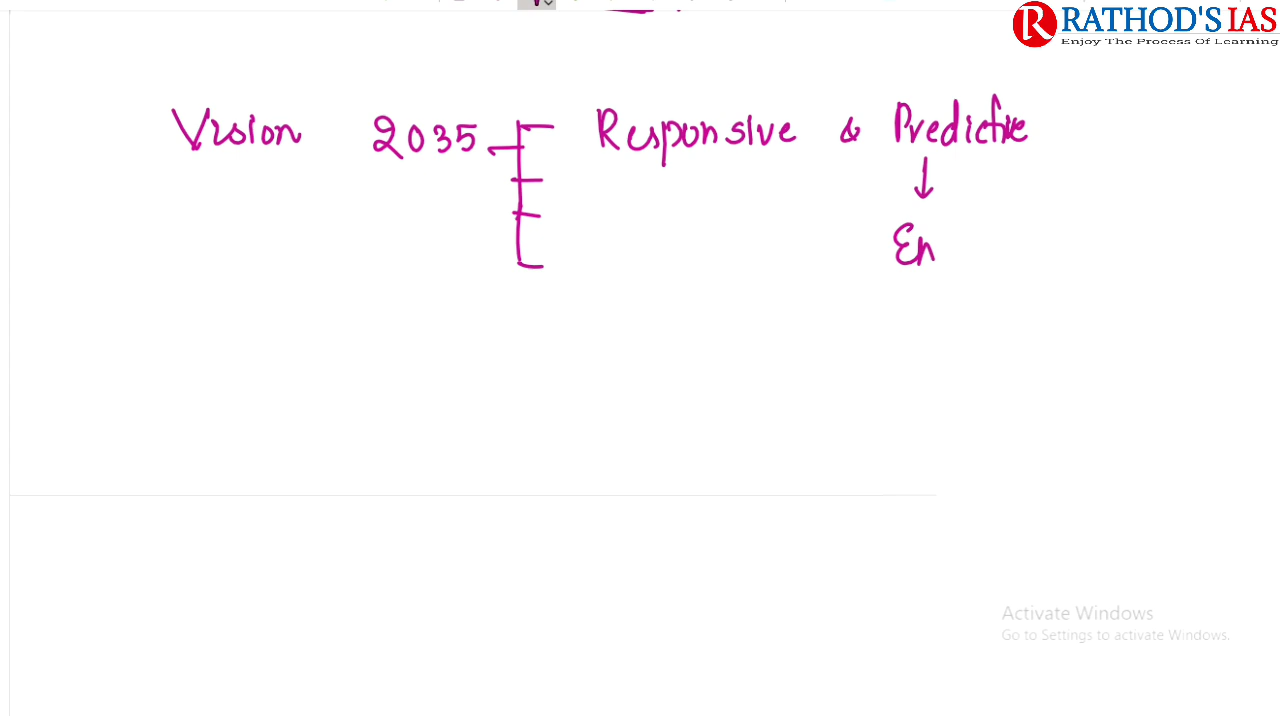 RATHOD'S IAS
Enjoy The Process Of Learning
Vision 2035 Responsive & Predictive
En
Activate Windows
Go to Settings to activate Windows.